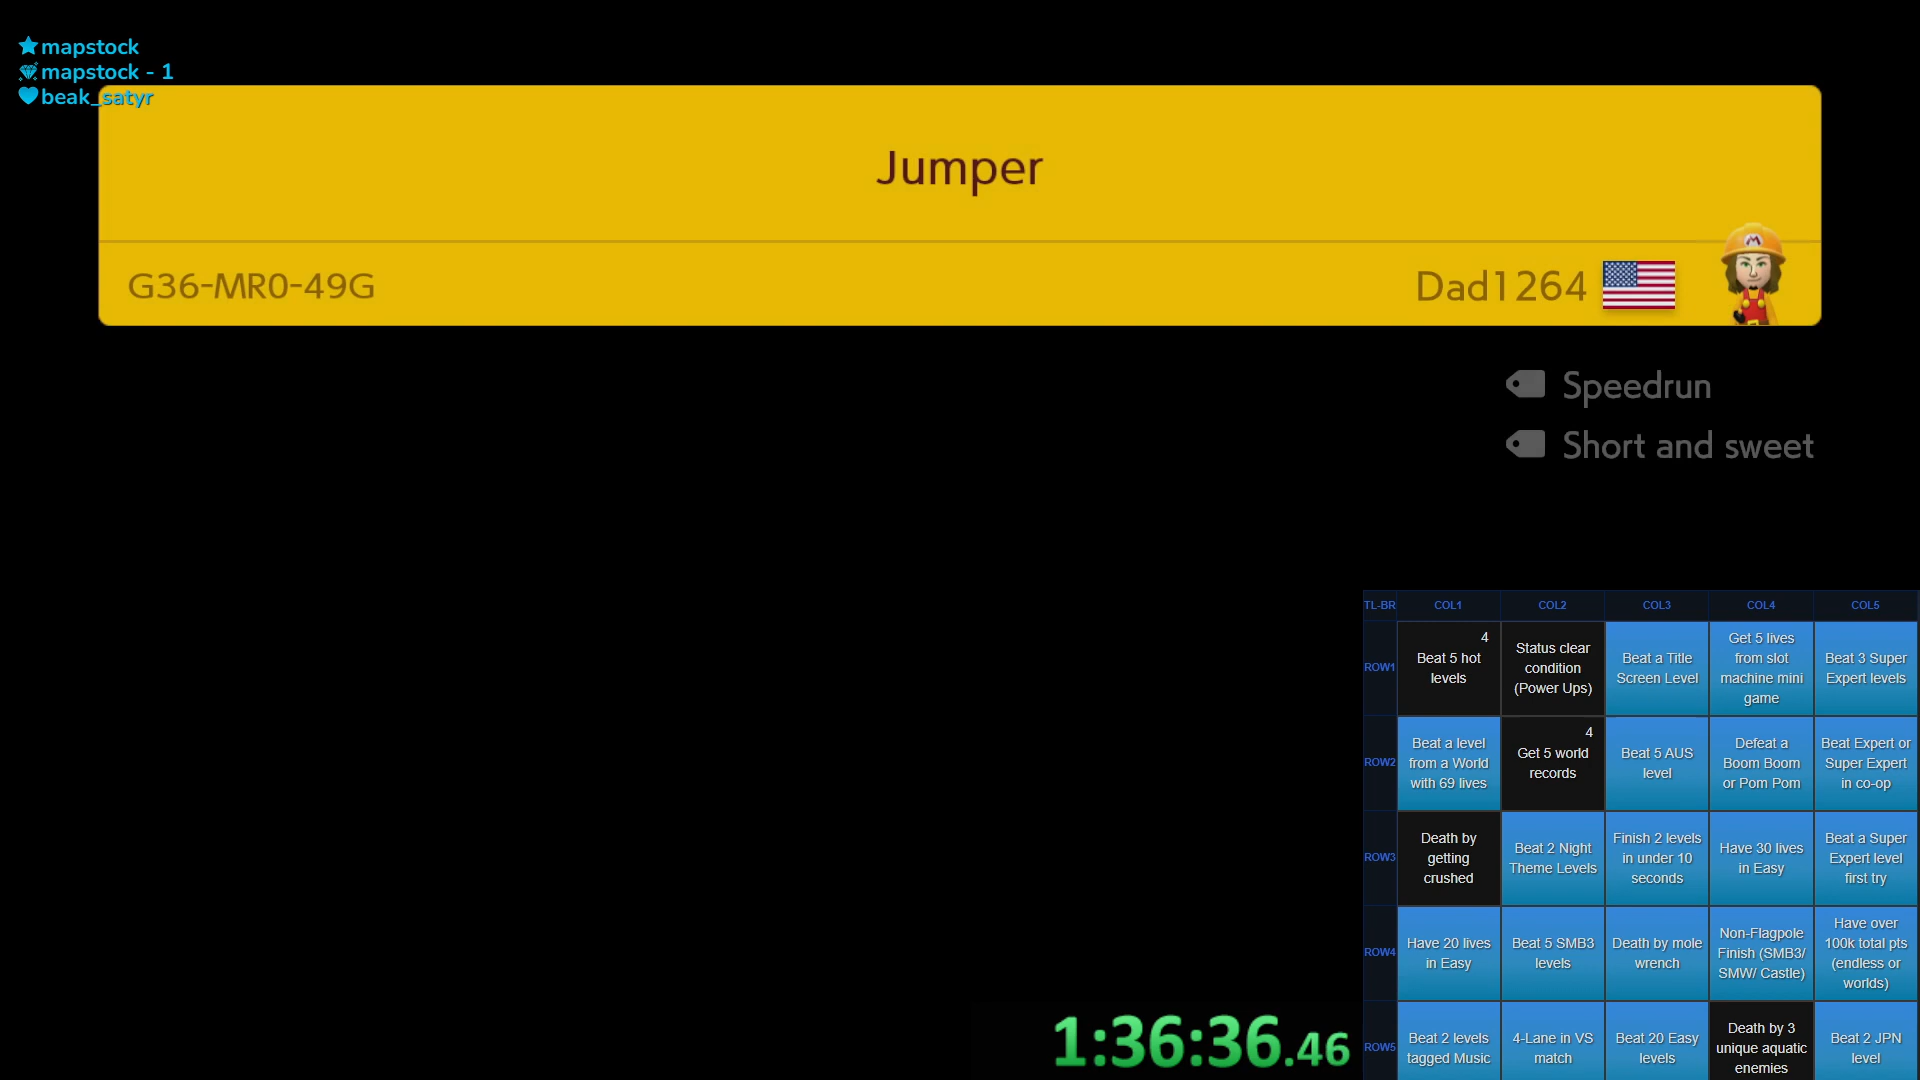 mapstock
mapstock - 1
beak_satyr
Jumper
G36-MR0-49G
Dad1264
Speedrun
Short and sweet
TL-BR COL1 COL2 COL3 COL4 COL5
ROW1
4
Beat 5 hot
levels
Status clear
condition
(Power Ups)
Beat a Title
Screen Level
Get 5 lives
from slot
machine mini
game
Beat 3 Super
Expert levels
ROW2
Beat a level
from a World
with 69 lives
4
Get 5 world
records
Beat 5 AUS
level
Defeat a
Boom Boom
or Pom Pom
Beat Expert or
Super Expert
in co-op
ROW3
Death by
getting
crushed
Beat 2 Night
Theme Levels
Finish 2 levels
in under 10
seconds
Have 30 lives
in Easy
Beat a Super
Expert level
first try
ROW4
Have 20 lives
in Easy
Beat 5 SMB3
levels
Death by mole
wrench
Non-Flagpole
Finish (SMB3/
SMW/ Castle)
Have over
100k total pts
(endless or
worlds)
ROW5
Beat 2 levels
tagged Music
4-Lane in VS
match
Beat 20 Easy
levels
Death by 3
unique aquatic
enemies
Beat 2 JPN
level
1:36:36.46